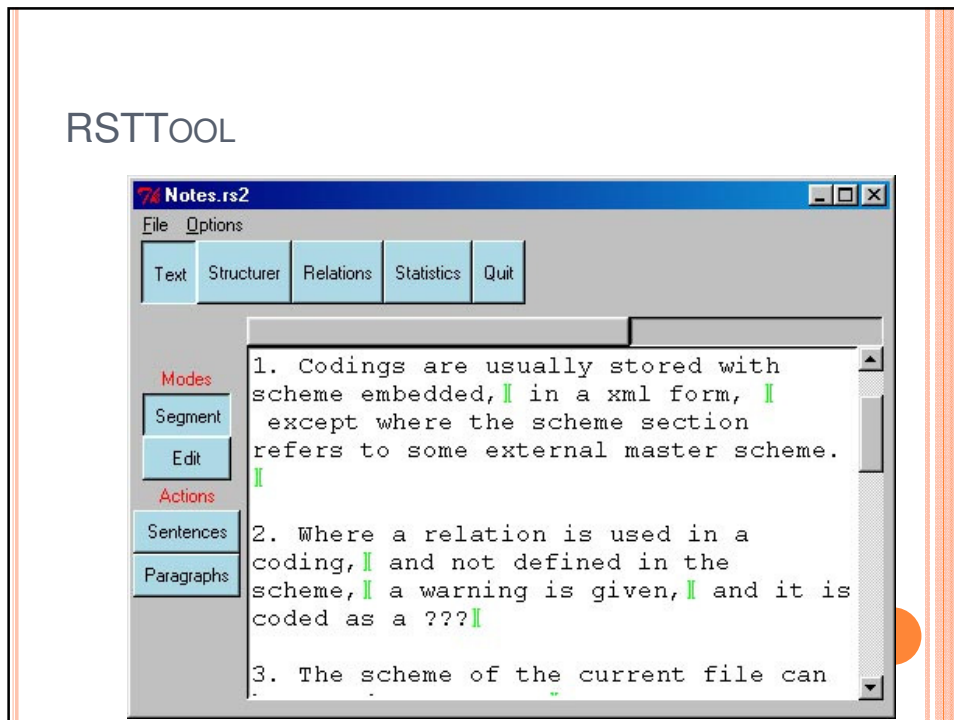 RSTTOOL
Notes.rs2
File Options
Text Structurer Relations Statistics Quit
Modes
Segment
Edit
Actions
Sentences
Paragraphs
1. Codings are usually stored with
scheme embedded,][ in a xml form, ][
except where the scheme section
refers to some external master scheme.
][
2. Where a relation is used in a
coding,][ and not defined in the
scheme,][ a warning is given,][ and it is
coded as a ???][
3. The scheme of the current file can